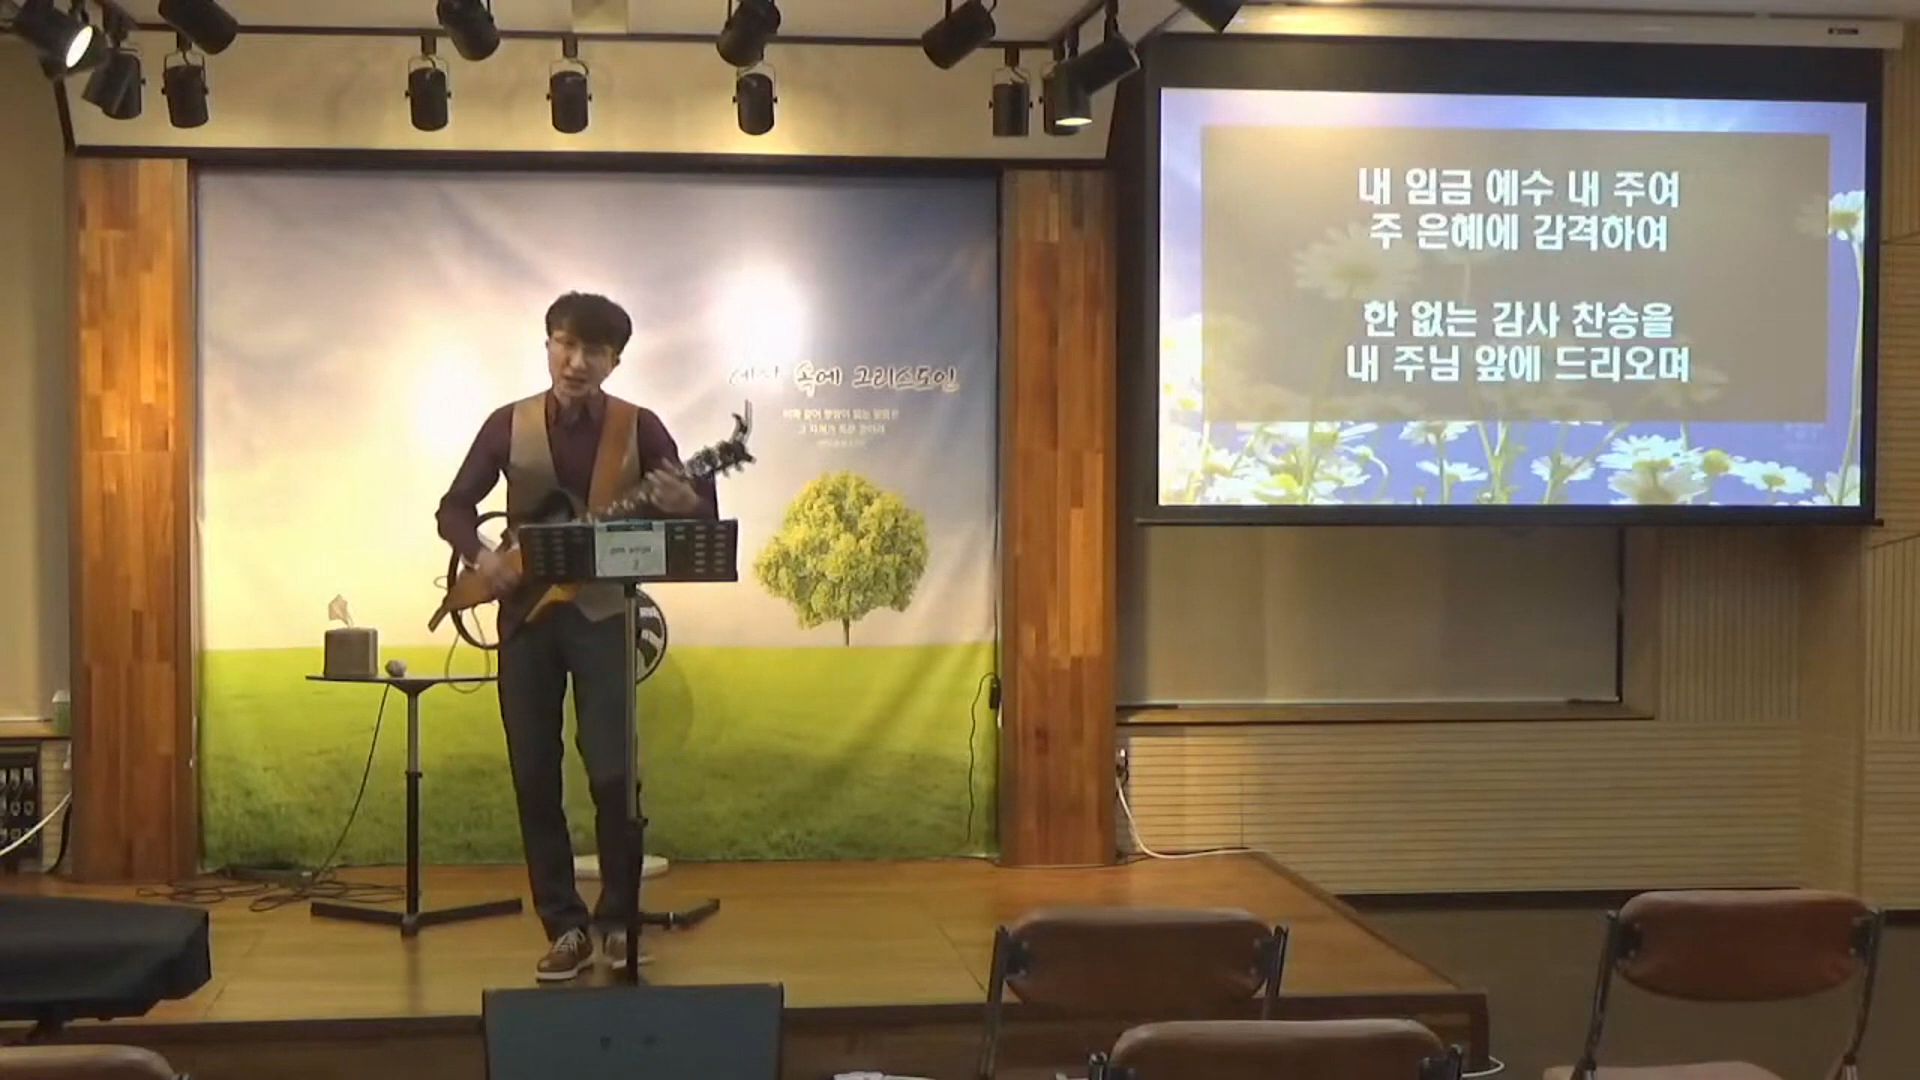 내 임금 예수 내 주여
주 은혜에 감격하여
한 없는 감사 찬송을
내 주님 앞에 드리오며
속에 그리스도인